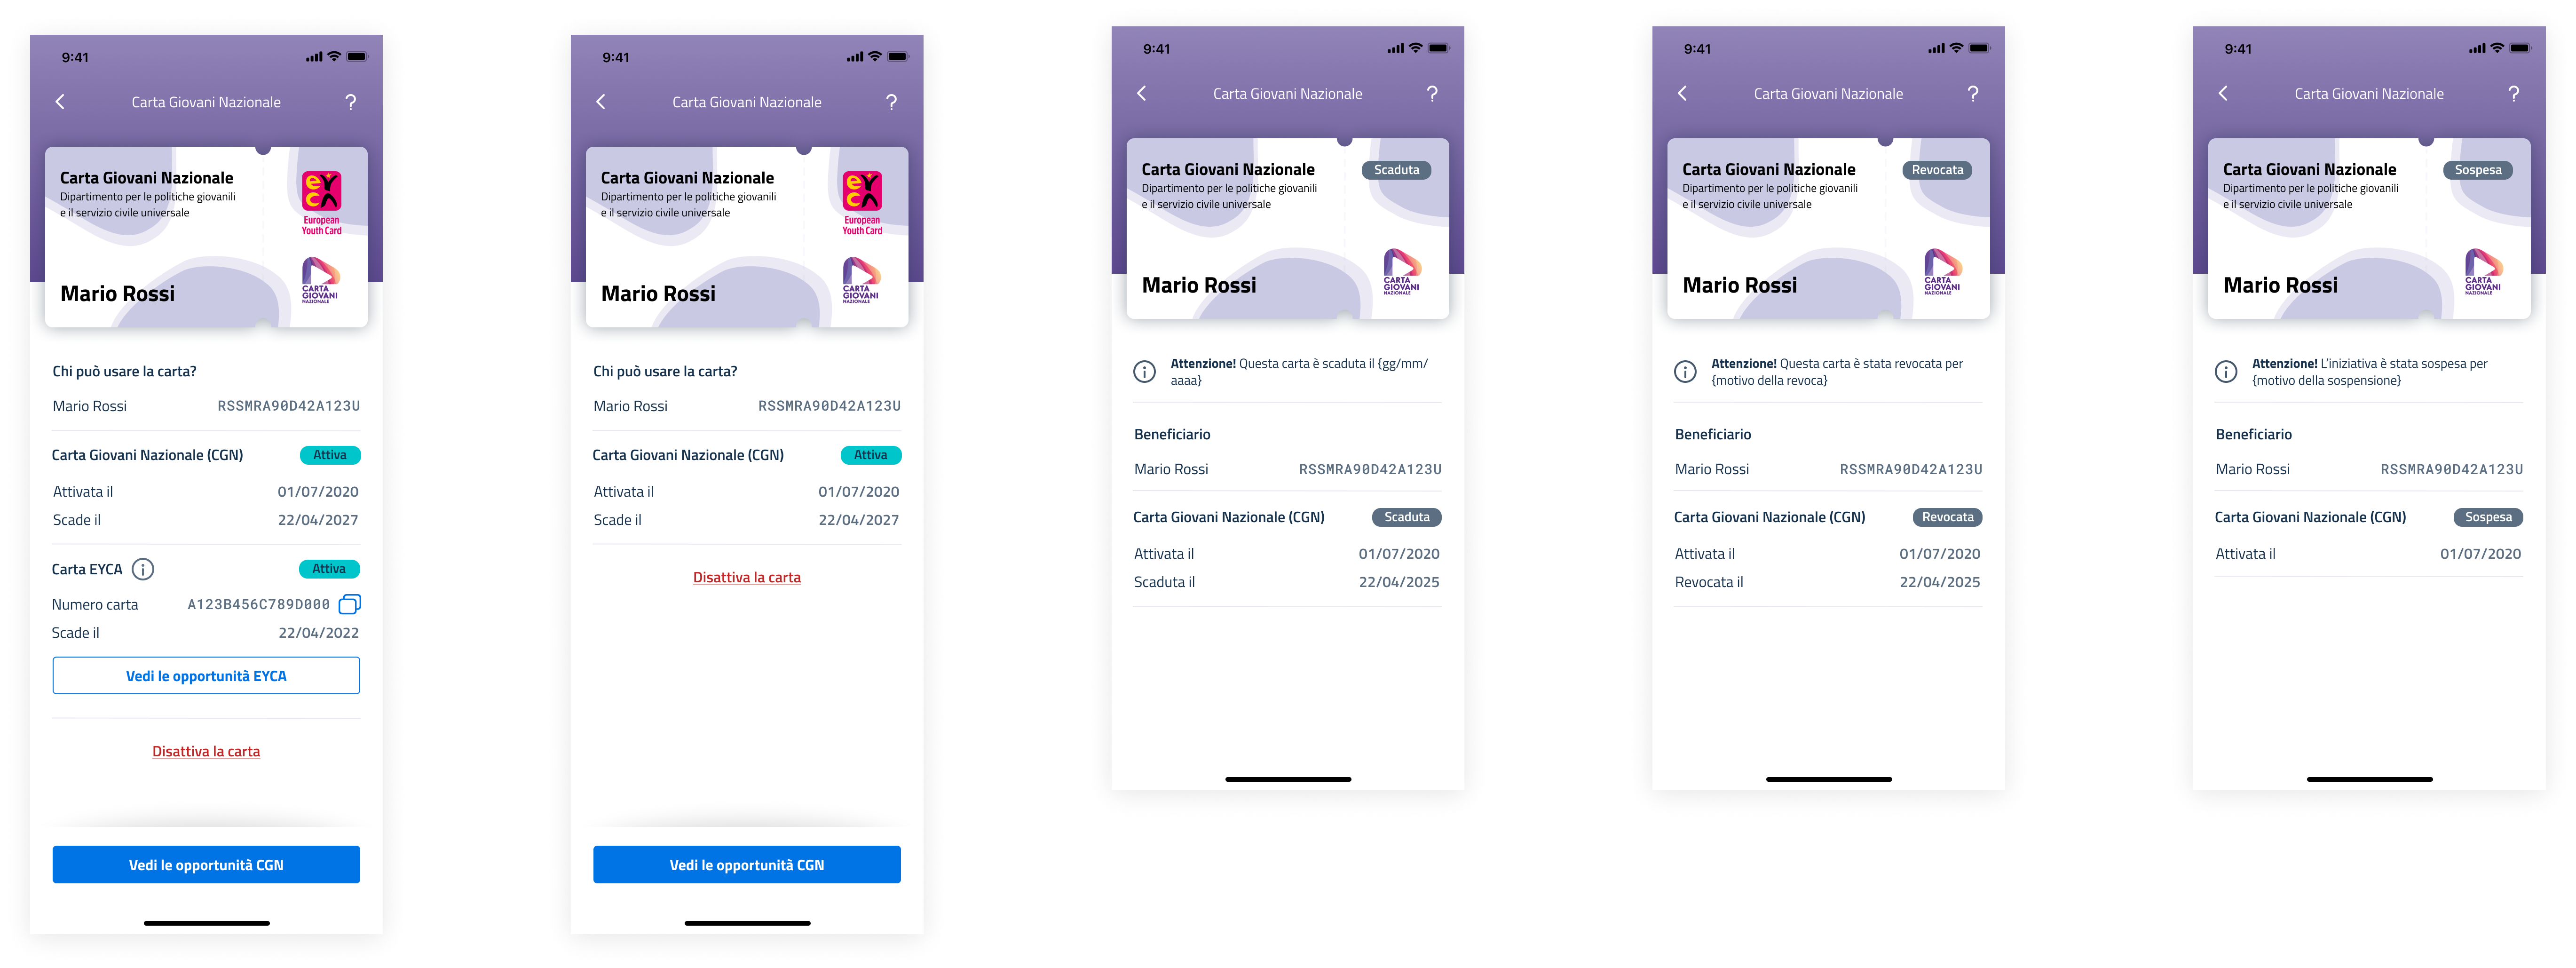 9:41
Carta Giovani Nazionale
?
Carta Giovani Nazionale
Dipartimento per le politiche giovanili
e il servizio civile universale
eyca
European
Youth Card
Mario Rossi
CARTA
GIOVANI
NAZIONALE
Chi può usare la carta?
Mario Rossi RSSMRA90D42A123U
Carta Giovani Nazionale (CGN) Attiva
Attivata il 01/07/2020
Scade il 22/04/2027
Carta EYCA Attiva
Numero carta A123B456C789D000
Scade il 22/04/2022
Vedi le opportunità EYCA
Disattiva la carta
Vedi le opportunità CGN
9:41
Carta Giovani Nazionale
?
Carta Giovani Nazionale
Dipartimento per le politiche giovanili
e il servizio civile universale
eyca
European
Youth Card
Mario Rossi
CARTA
GIOVANI
NAZIONALE
Chi può usare la carta?
Mario Rossi RSSMRA90D42A123U
Carta Giovani Nazionale (CGN) Attiva
Attivata il 01/07/2020
Scade il 22/04/2027
Disattiva la carta
Vedi le opportunità CGN
9:41
Carta Giovani Nazionale
?
Carta Giovani Nazionale Scaduta
Dipartimento per le politiche giovanili
e il servizio civile universale
Mario Rossi
CARTA
GIOVANI
NAZIONALE
Attenzione! Questa carta è scaduta il {gg/mm/
aaaa}
Beneficiario
Mario Rossi RSSMRA90D42A123U
Carta Giovani Nazionale (CGN) Scaduta
Attivata il 01/07/2020
Scaduta il 22/04/2025
9:41
Carta Giovani Nazionale
?
Carta Giovani Nazionale Revocata
Dipartimento per le politiche giovanili
e il servizio civile universale
Mario Rossi
CARTA
GIOVANI
NAZIONALE
Attenzione! Questa carta è stata revocata per
{motivo della revoca}
Beneficiario
Mario Rossi RSSMRA90D42A123U
Carta Giovani Nazionale (CGN) Revocata
Attivata il 01/07/2020
Revocata il 22/04/2025
9:41
Carta Giovani Nazionale
?
Carta Giovani Nazionale Sospesa
Dipartimento per le politiche giovanili
e il servizio civile universale
Mario Rossi
CARTA
GIOVANI
NAZIONALE
Attenzione! L’iniziativa è stata sospesa per
{motivo della sospensione}
Beneficiario
Mario Rossi RSSMRA90D42A123U
Carta Giovani Nazionale (CGN) Sospesa
Attivata il 01/07/2020